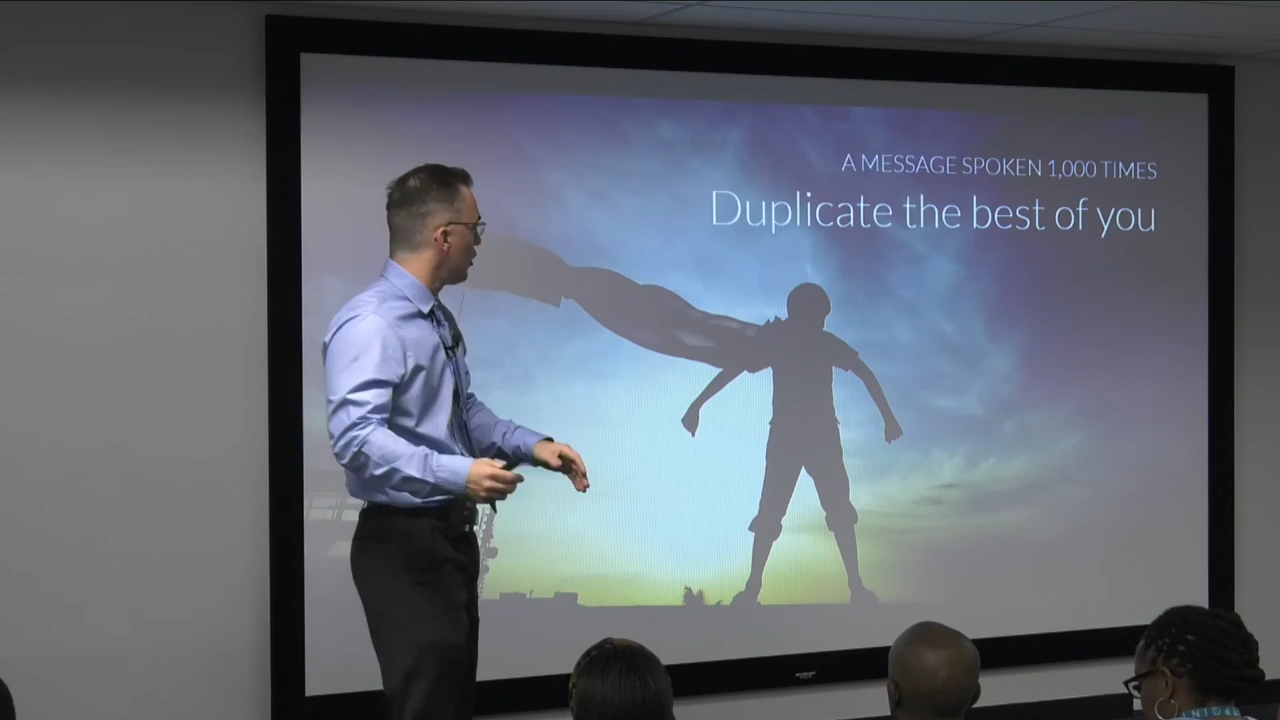 A MESSAGE SPOKEN 1,000 TIMES
Duplicate the best of you